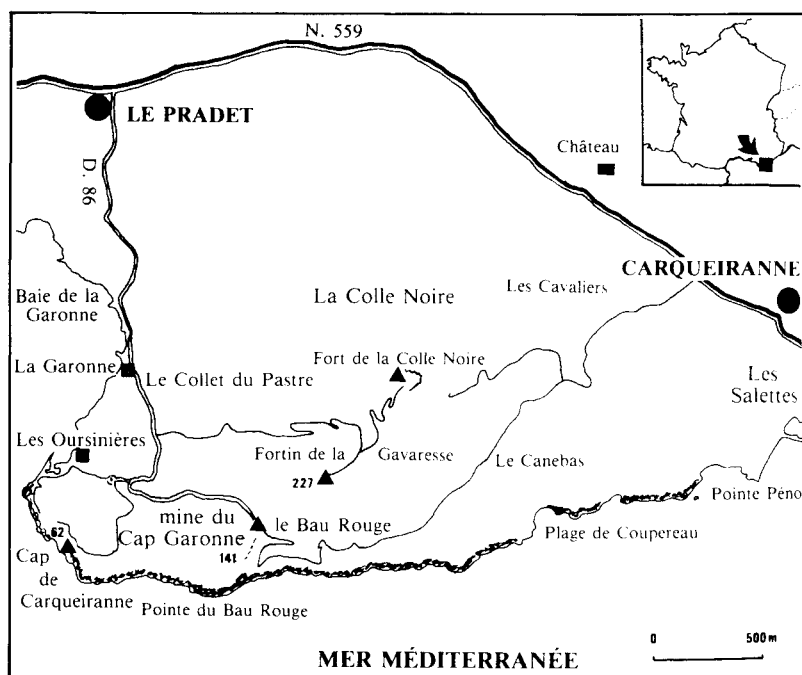 N. 559
LE PRADET
D. 86
Château
CARQUEIRANNE
Baie de la
Garonne
La Colle Noire
Les Cavaliers
La Garonne
Le Collet du Pastre
Fort de la Colle Noire
Les
Salettes
Les Oursinières
Fortin de la
Gavaresse
227
Le Canebas
Pointe Péno
mine du
Cap Garonne
le Bau Rouge
141
Plage de Coupereau
62
Cap
de
Carqueiranne
Pointe du Bau Rouge
MER MÉDITERRANÉE
0 500 m